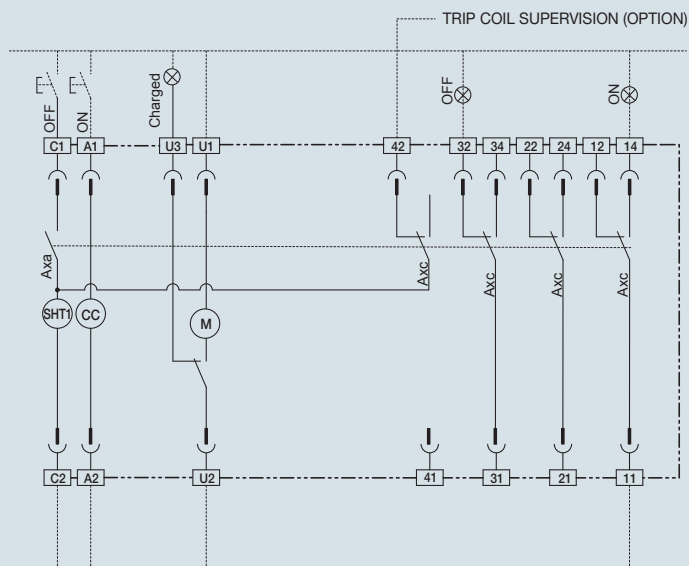 TRIP COIL SUPERVISION (OPTION)
OFF
ON
Charged
OFF
ON
C1 A1 U3 U1 42 32 34 22 24 12 14
Axa
Axc
Axc
Axc
Axc
SHT1 CC M
C2 A2 U2 41 31 21 11